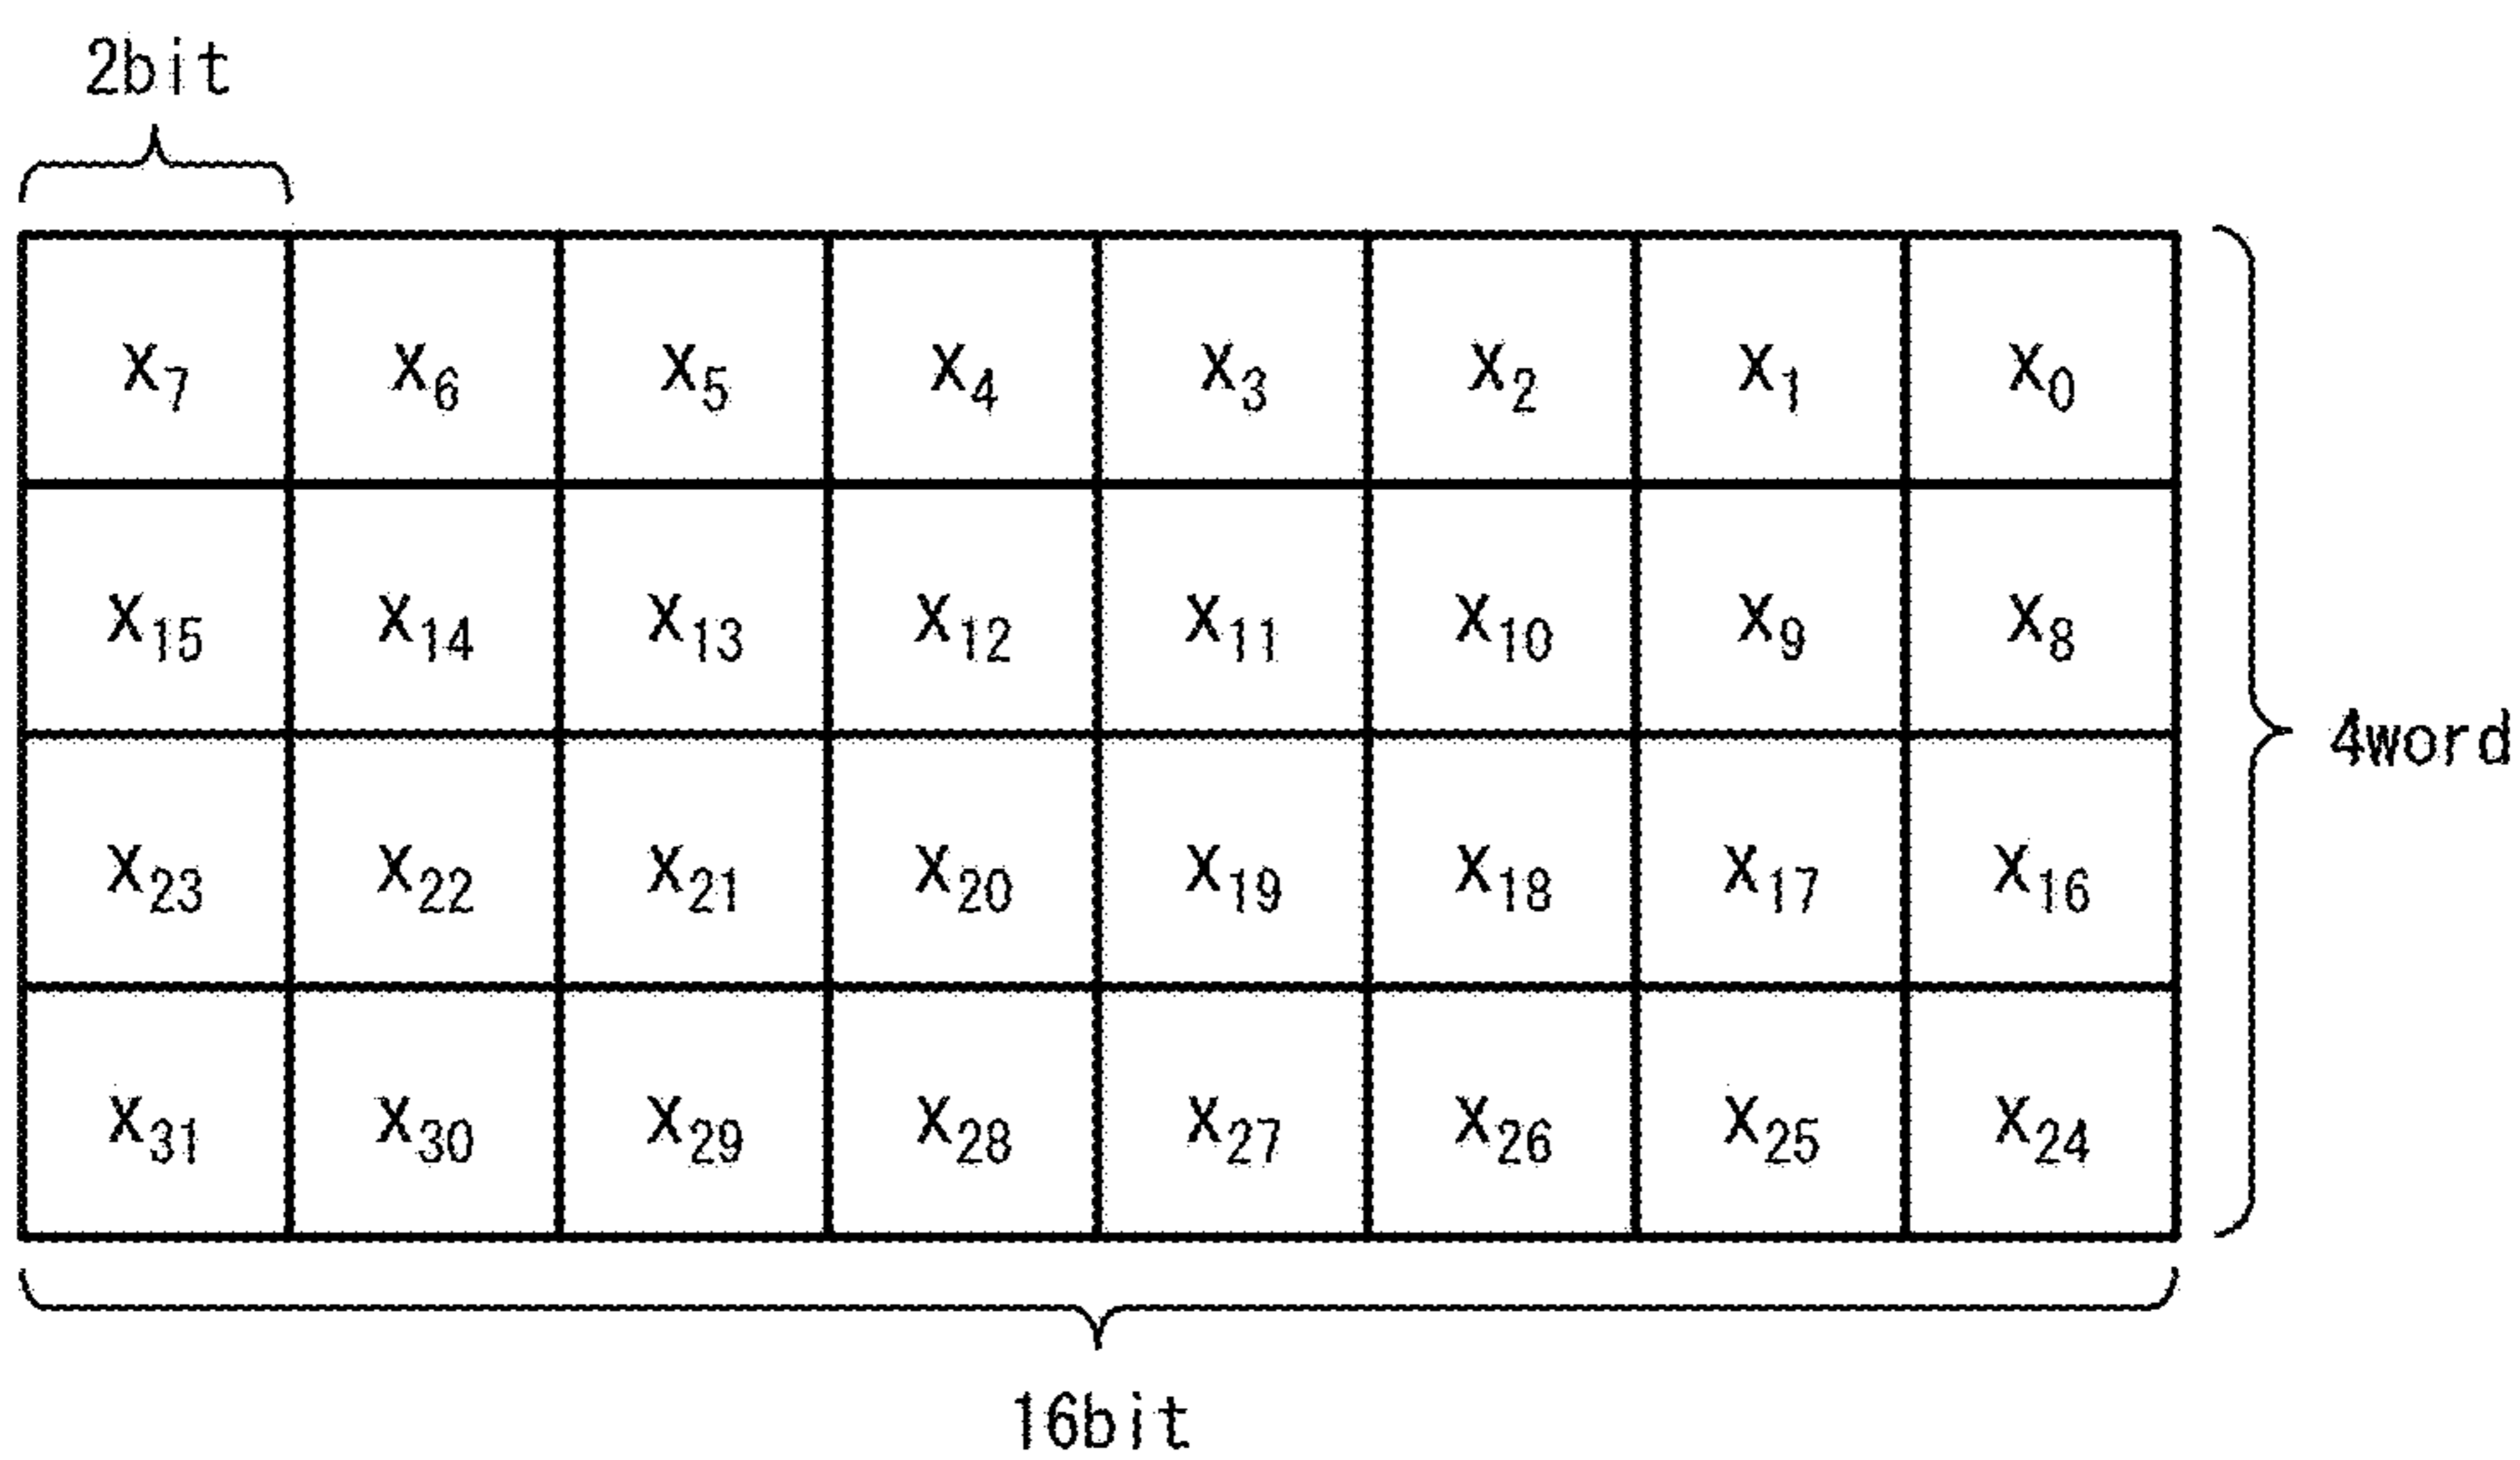 2bit
X7 X6 X5 X4 X3 X2 X1 X0
X15 X14 X13 X12 X11 X10 X9 X8
4word
X23 X22 X21 X20 X19 X18 X17 X16
X31 X30 X29 X28 X27 X26 X25 X24
16bit